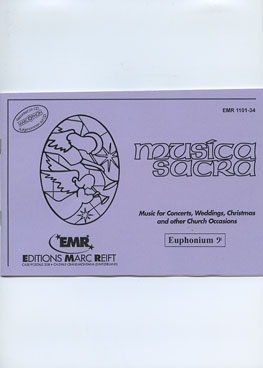 EMR 1101-34
musica
sacra
Music for Concerts, Weddings, Christmas
and other Church Occasions
Euphonium
EMR
EDITIONS MARC REIFT